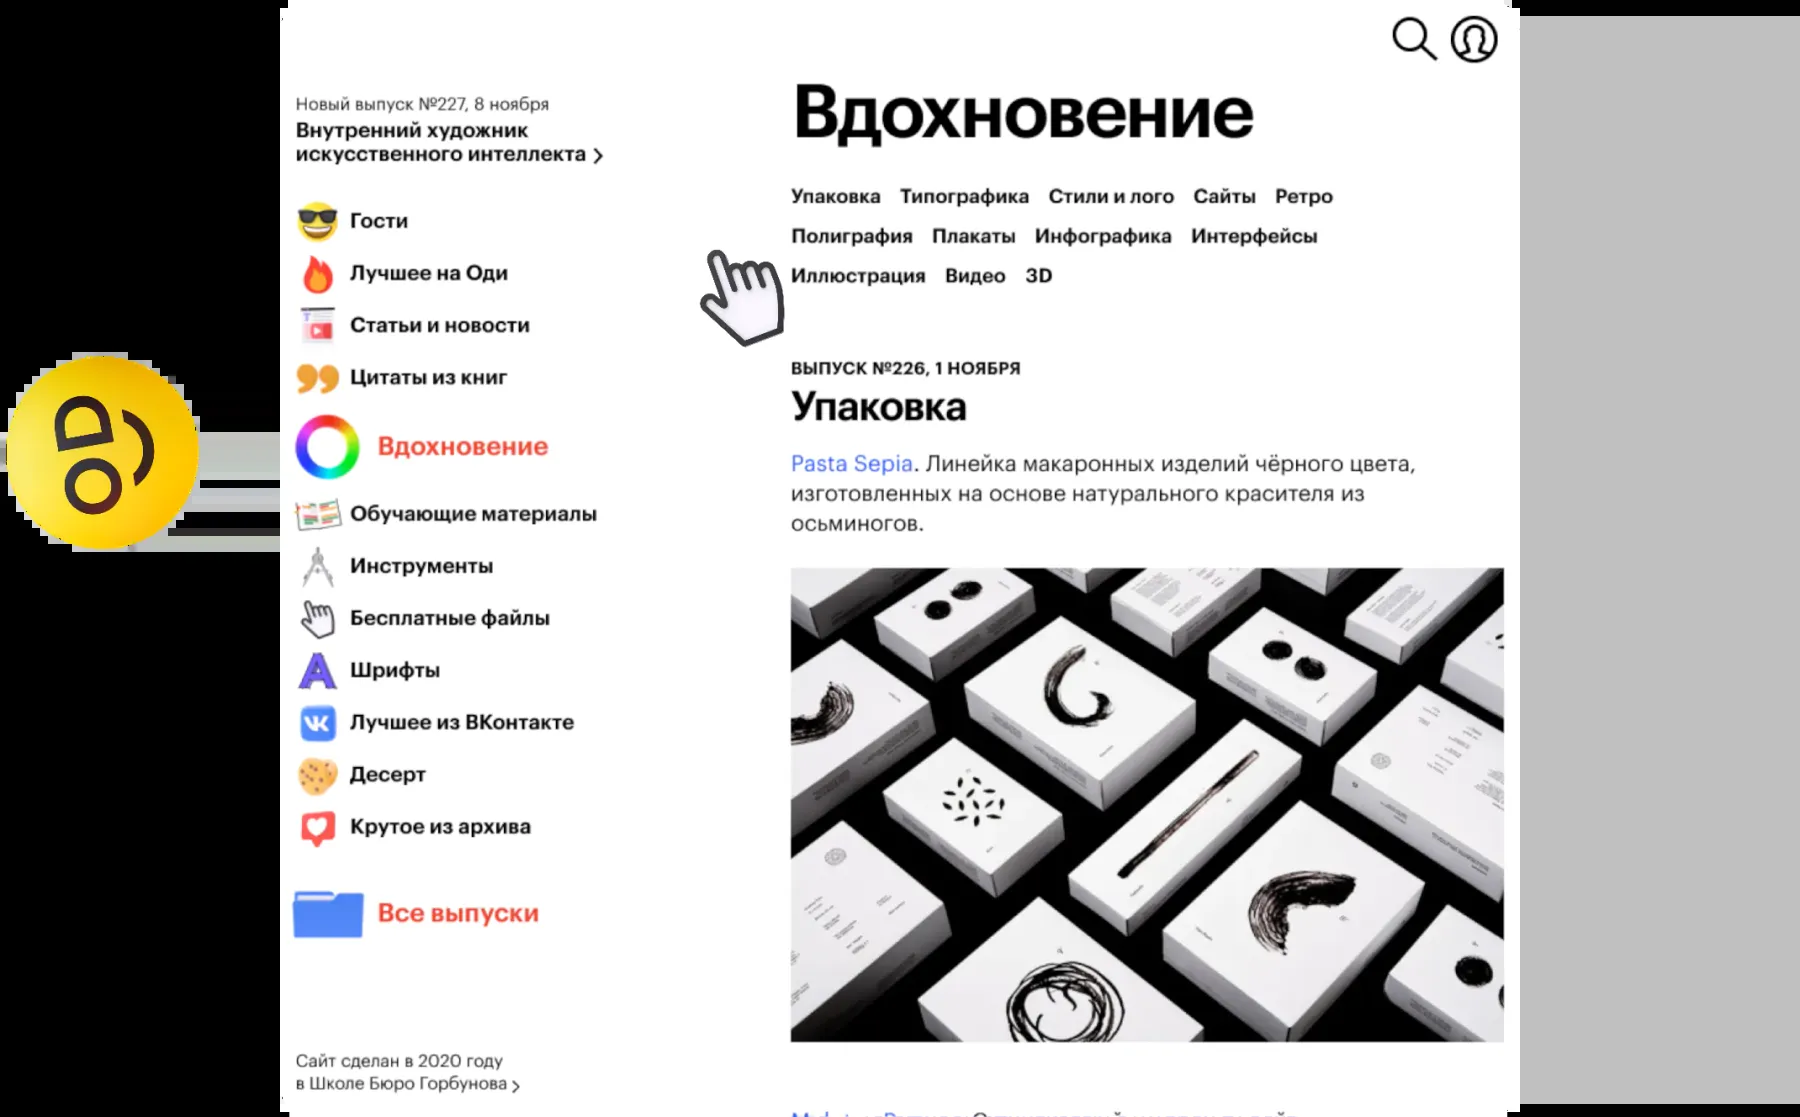 Новый выпуск №227, 8 ноября
Внутренний художник
искусственного интеллекта
Гости
Лучшее на Оди
Статьи и новости
Цитаты из книг
Вдохновение
Обучающие материалы
Инструменты
Бесплатные файлы
Шрифты
Лучшее из ВКонтакте
Десерт
Крутое из архива
Все выпуски
Сайт сделан в 2020 году
в Школе Бюро Горбунова
Вдохновение
Упаковка Типографика Стили и лого Сайты Ретро
Полиграфия Плакаты Инфографика Интерфейсы
Иллюстрация Видео 3D
ВЫПУСК №226, 1 НОЯБРЯ
Упаковка
Pasta Sepia. Линейка макаронных изделий чёрного цвета,
изготовленных на основе натурального красителя из
осьминогов.